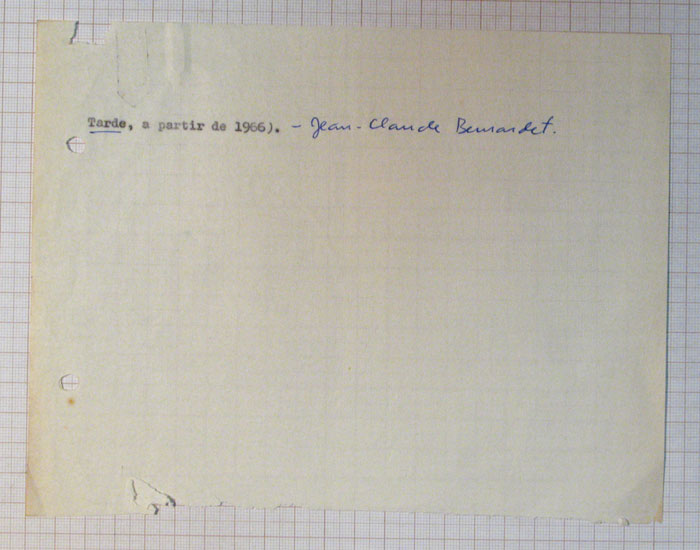 Tarde, a partir de 1966). - Jean-Claude Bernardet.